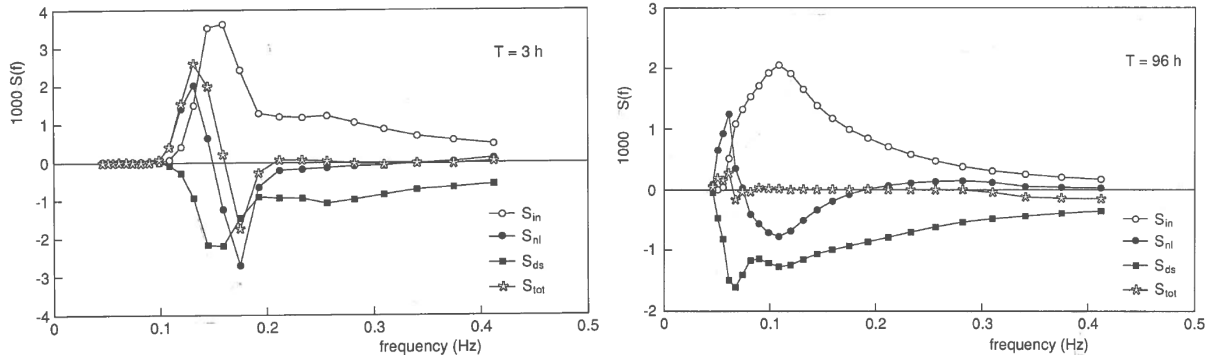 4
3
2
1
0
-1
-2
-3
-4
1000 S(f)
T = 3 h
S_in
S_nl
S_ds
S_tot
0
0.1
0.2
0.3
0.4
0.5
frequency (Hz)
3
2
1
0
-1
-2
1000 S(f)
T = 96 h
S_in
S_nl
S_ds
S_tot
0
0.1
0.2
0.3
0.4
0.5
frequency (Hz)